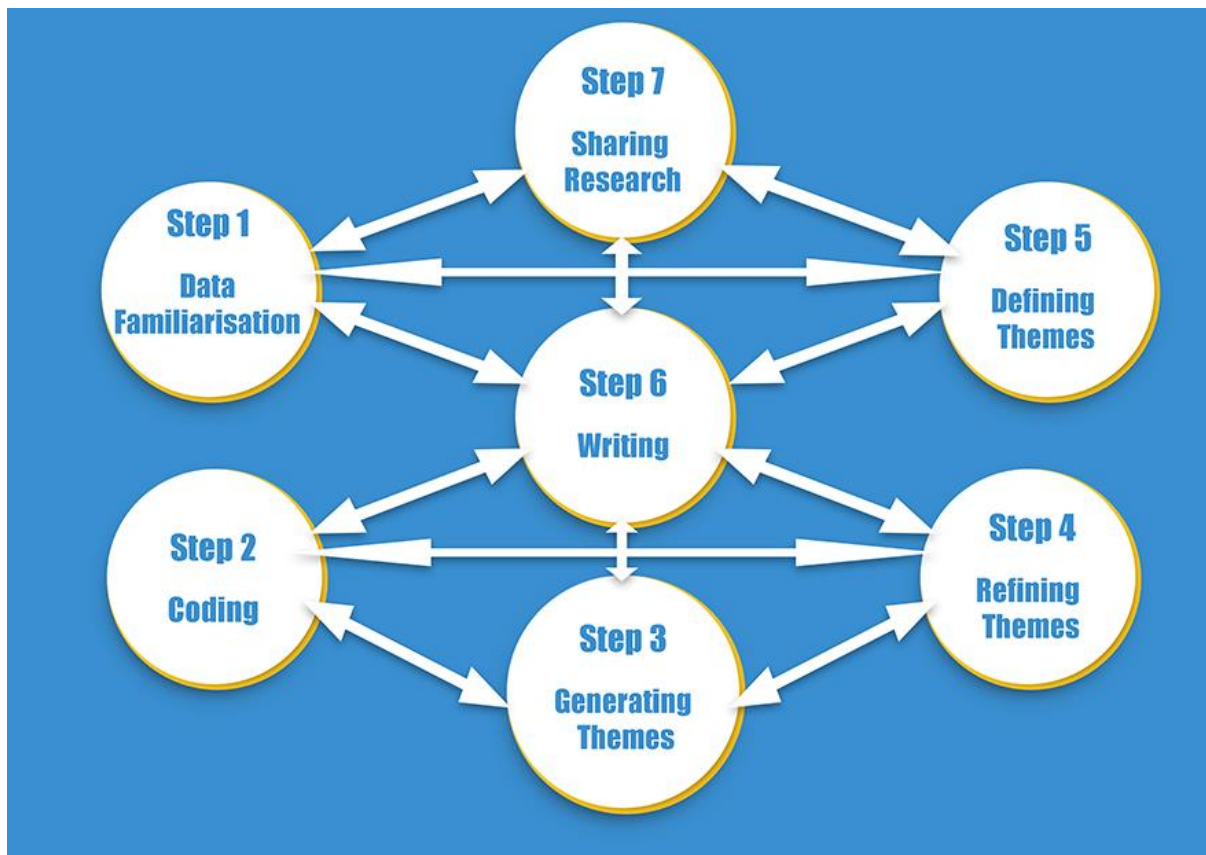 Step 7
Sharing
Research
Step 1
Data
Familiarisation
Step 5
Defining
Themes
Step 6
Writing
Step 2
Coding
Step 4
Refining
Themes
Step 3
Generating
Themes